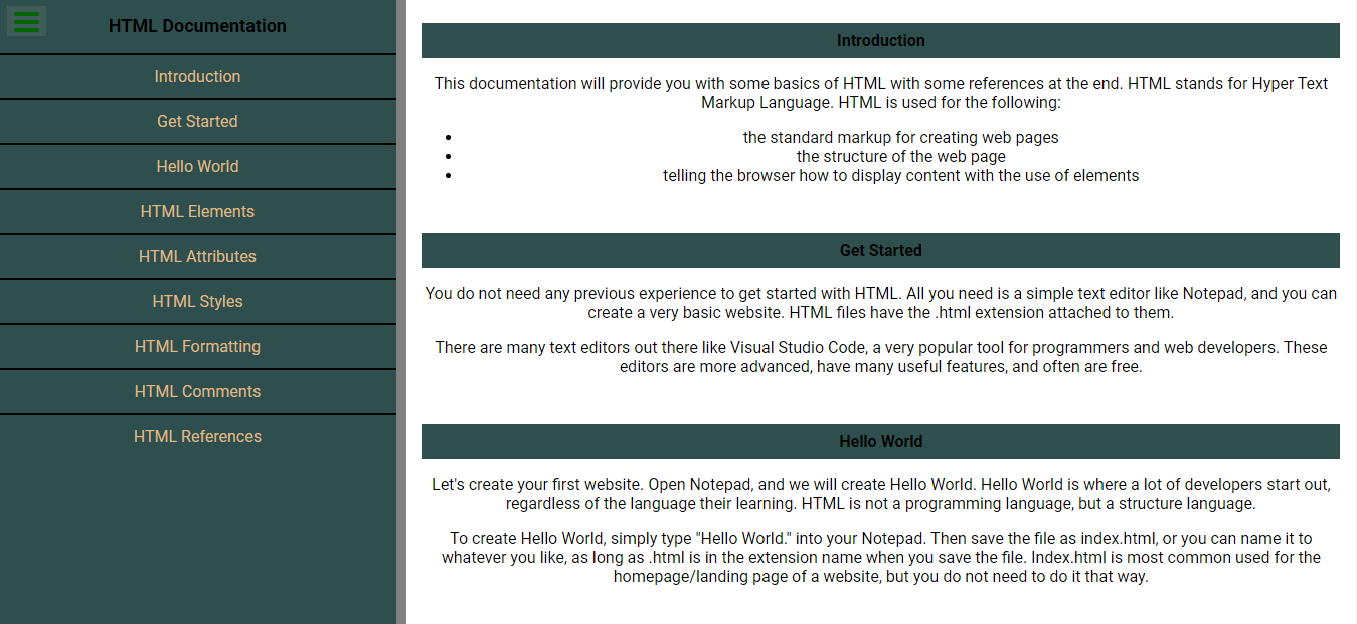 HTML Documentation
Introduction
Get Started
Hello World
HTML Elements
HTML Attributes
HTML Styles
HTML Formatting
HTML Comments
HTML References
Introduction
This documentation will provide you with some basics of HTML with some references at the end. HTML stands for Hyper Text
Markup Language. HTML is used for the following:
• the standard markup for creating web pages
• the structure of the web page
• telling the browser how to display content with the use of elements
Get Started
You do not need any previous experience to get started with HTML. All you need is a simple text editor like Notepad, and you can
create a very basic website. HTML files have the .html extension attached to them.
There are many text editors out there like Visual Studio Code, a very popular tool for programmers and web developers. These
editors are more advanced, have many useful features, and often are free.
Hello World
Let's create your first website. Open Notepad, and we will create Hello World. Hello World is where a lot of developers start out,
regardless of the language their learning. HTML is not a programming language, but a structure language.
To create Hello World, simply type "Hello World." into your Notepad. Then save the file as index.html, or you can name it to
whatever you like, as long as .html is in the extension name when you save the file. Index.html is most common used for the
homepage/landing page of a website, but you do not need to do it that way.